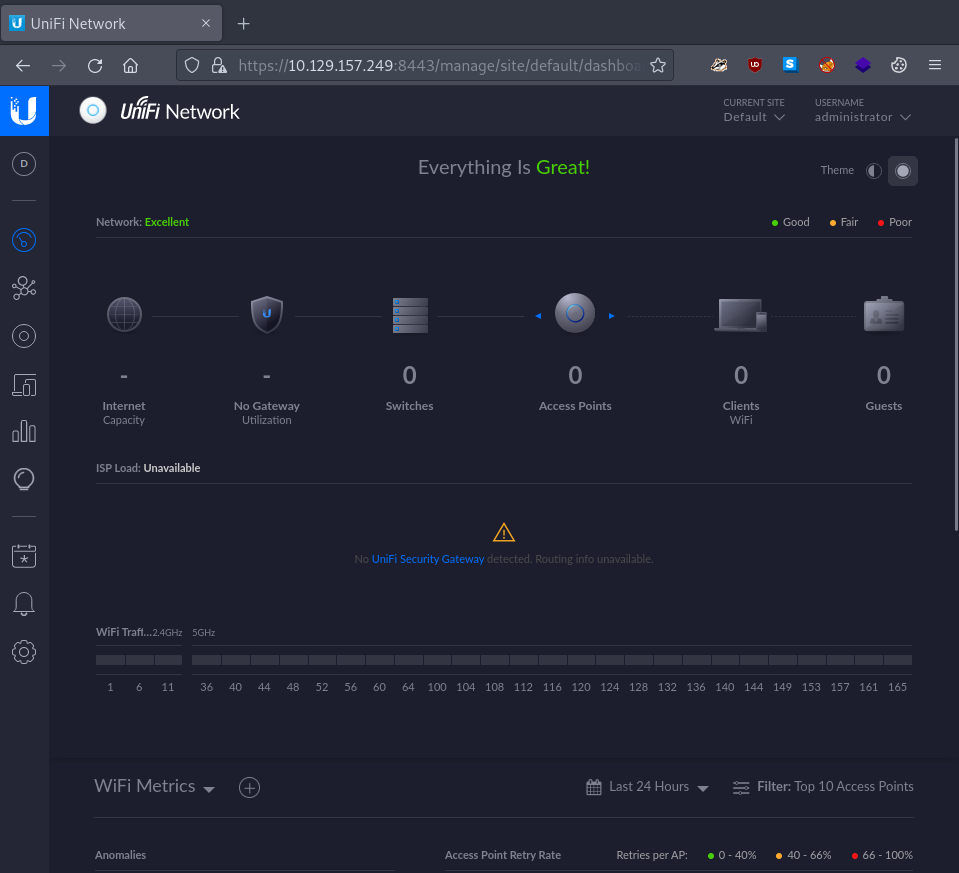 UniFi Network
https://10.129.157.249:8443/manage/site/default/dashboa
UniFi Network
CURRENT SITE
Default
USERNAME
administrator
D
Everything Is Great!
Theme
Network: Excellent
Good
Fair
Poor
-
Internet
Capacity
-
No Gateway
Utilization
0
Switches
0
Access Points
0
Clients
WiFi
0
Guests
ISP Load: Unavailable
No UniFi Security Gateway detected. Routing info unavailable.
WiFi Trafi...2.4GHz 5GHz
1 6 11 36 40 44 48 52 56 60 64 100 104 108 112 116 120 124 128 132 136 140 144 149 153 157 161 165
WiFi Metrics
Last 24 Hours
Filter: Top 10 Access Points
Anomalies
Access Point Retry Rate
Retries per AP:
0 - 40%
40 - 66%
66 - 100%